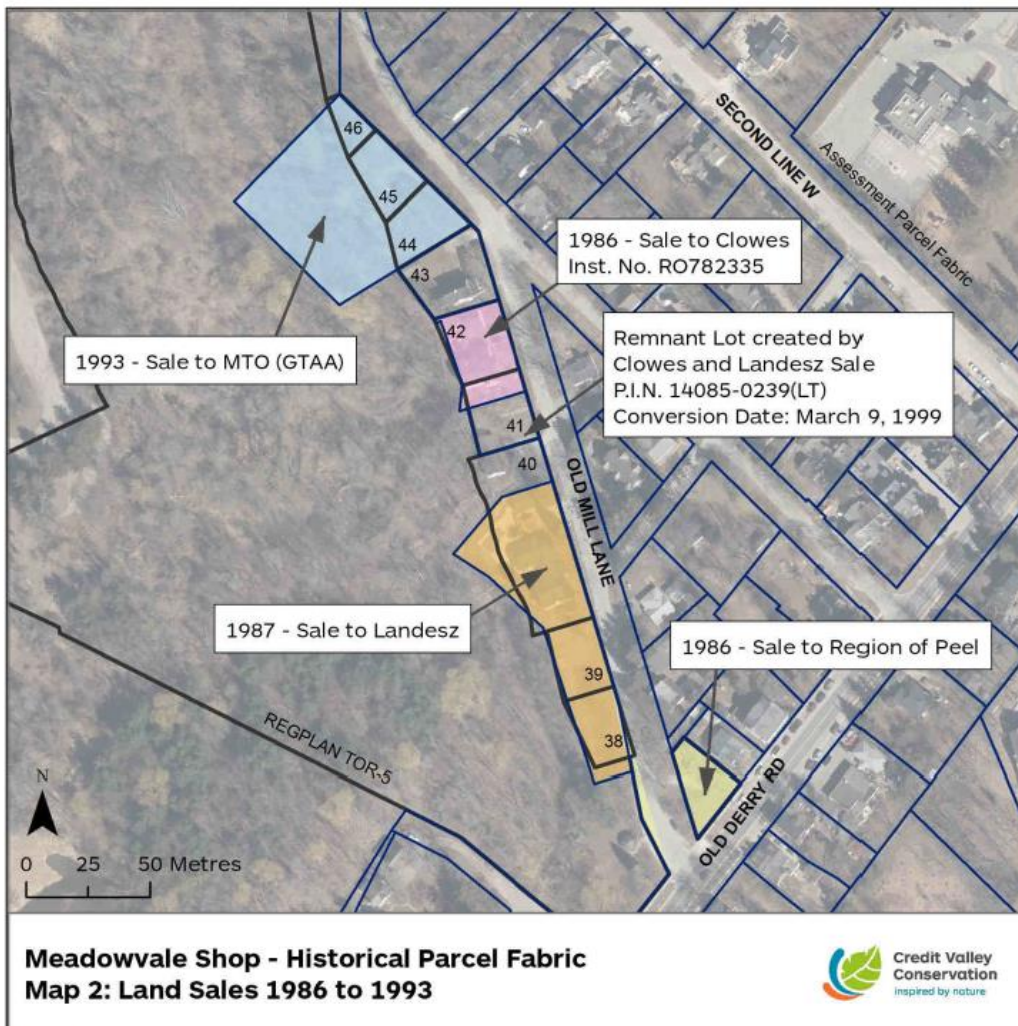 46
45
44
43
42
41
40
39
38
SECOND LINE W
Assessment Parcel Fabric
1986 - Sale to Clowes
Inst. No. RO782335
Remnant Lot created by
Clowes and Landesz Sale
P.I.N. 14085-0239(LT)
Conversion Date: March 9, 1999
1993 - Sale to MTO (GTAA)
OLD MILL LANE
1987 - Sale to Landesz
1986 - Sale to Region of Peel
REGPLAN TOR-5
OLD DERRY RD
N
0 25 50 Metres
Meadowvale Shop - Historical Parcel Fabric
Map 2: Land Sales 1986 to 1993
Credit Valley
Conservation
inspired by nature